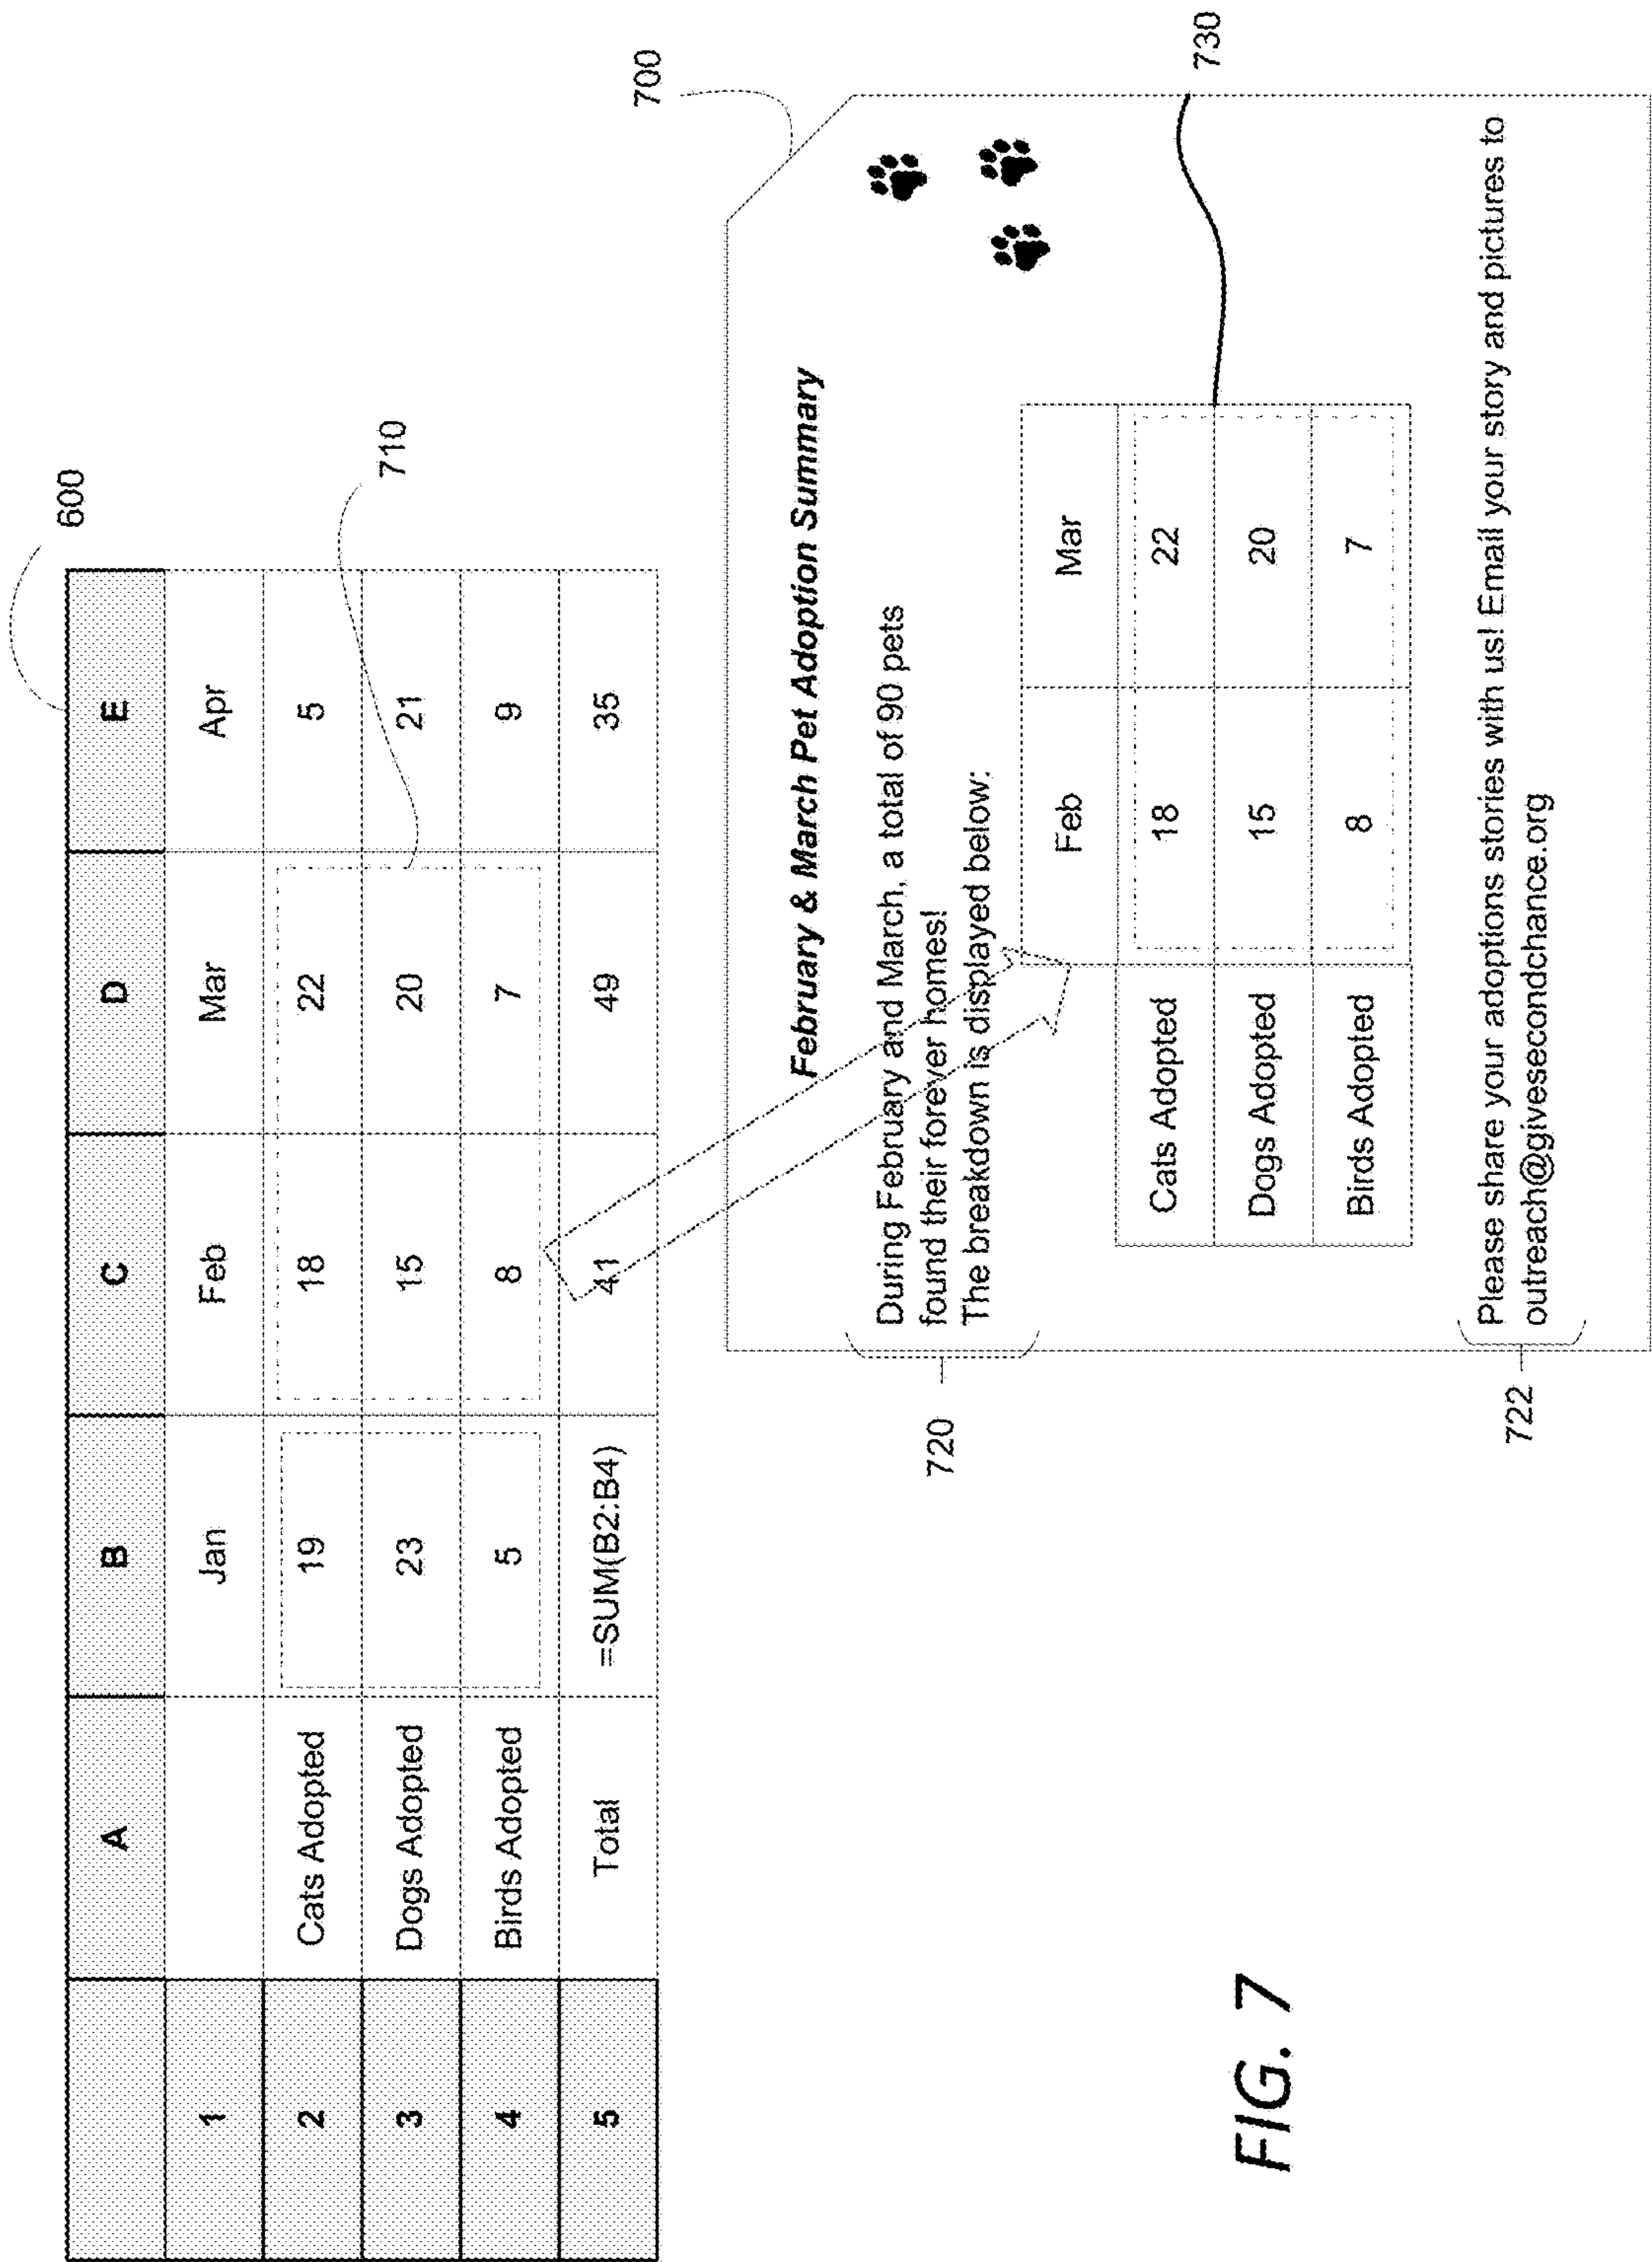 600
A B C D E
1 Jan Feb Mar Apr
2 Cats Adopted 19 18 22 5
3 Dogs Adopted 23 15 20 21
4 Birds Adopted 5 8 7 9
5 Total =SUM(B2:B4) 41 49 35
710
700
February & March Pet Adoption Summary
720
During February and March, a total of 90 pets
found their forever homes!
The breakdown is displayed below:
Feb Mar
Cats Adopted 18 22
Dogs Adopted 15 20
Birds Adopted 8 7
730
722
Please share your adoptions stories with us! Email your story and pictures to
outreach@givesecondchance.org
FIG. 7